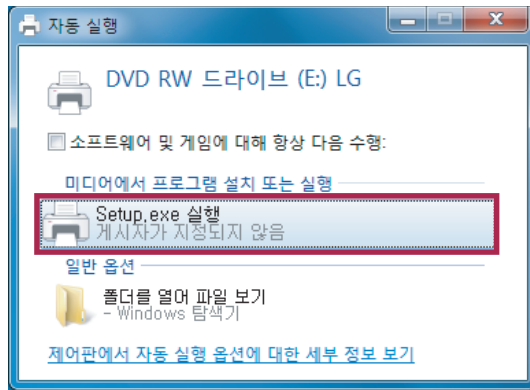 자동 실행
DVD RW 드라이브 (E:) LG
소프트웨어 및 게임에 대해 항상 다음 수행:
미디어에서 프로그램 설치 또는 실행
Setup.exe 실행
게시자가 지정되지 않음
일반 옵션
폴더를 열어 파일 보기
- Windows 탐색기
제어판에서 자동 실행 옵션에 대한 세부 정보 보기